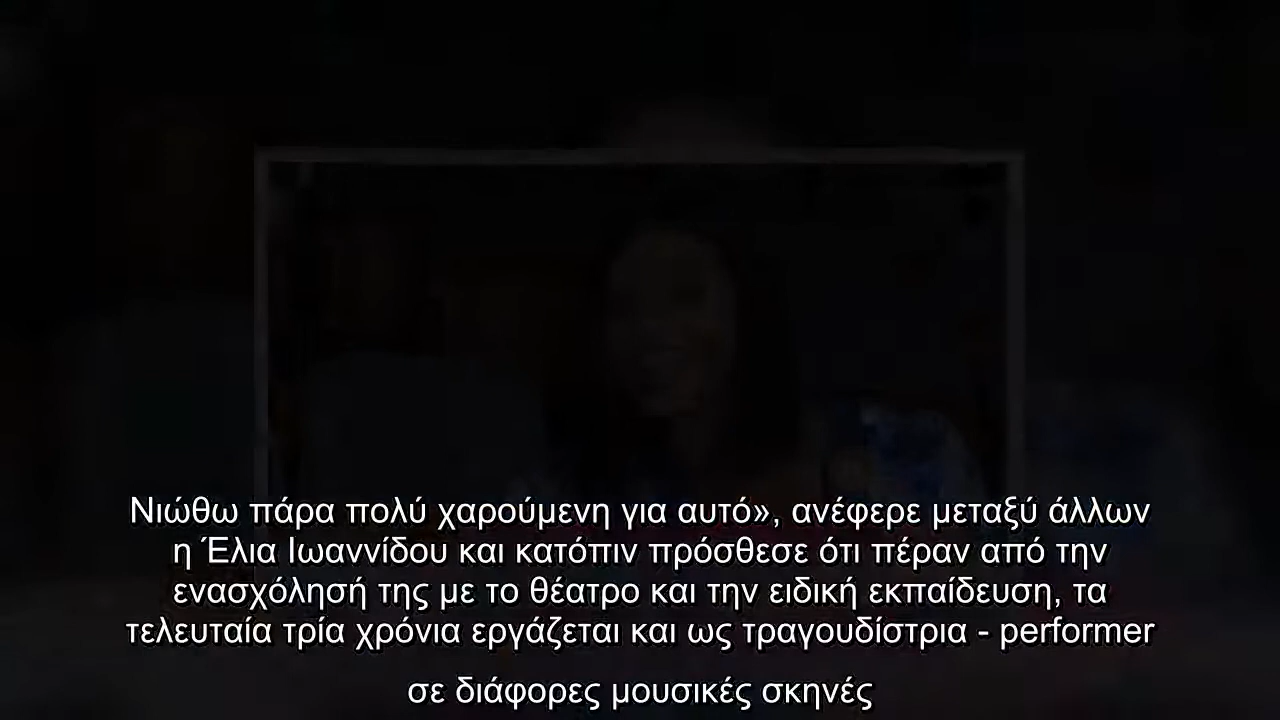 Νιώθω πάρα πολύ χαρούμενη για αυτό», ανέφερε μεταξύ άλλων
η Έλια Ιωαννίδου και κατόπιν πρόσθεσε ότι πέραν από την
ενασχόλησή της με το θέατρο και την ειδική εκπαίδευση, τα
τελευταία τρία χρόνια εργάζεται και ως τραγουδίστρια - performer
σε διάφορες μουσικές σκηνές